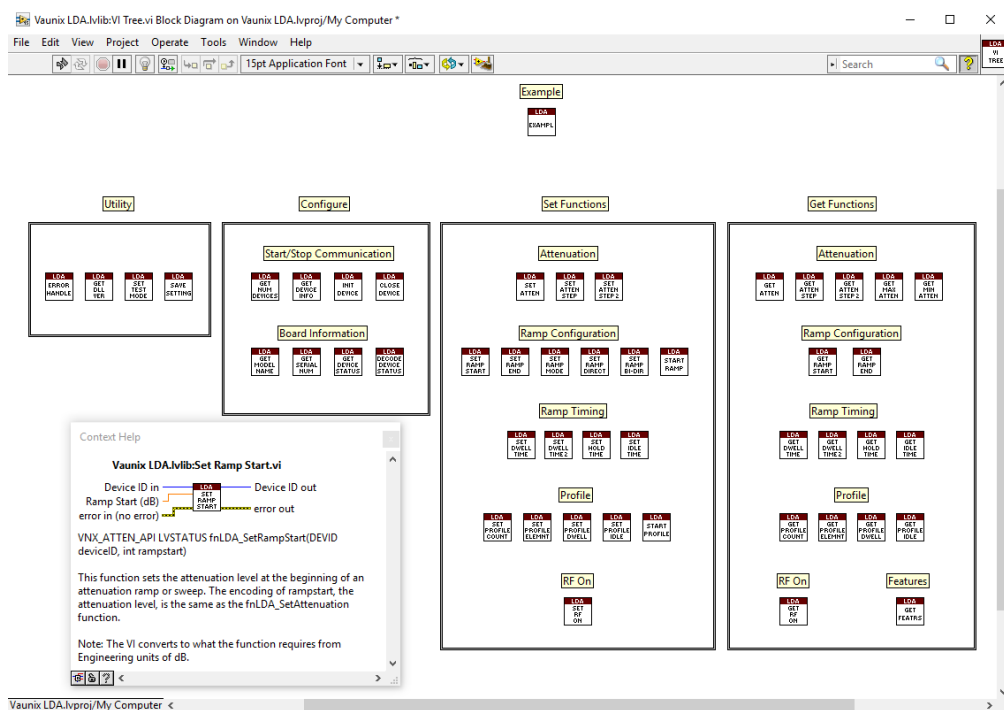 Vaunix LDA.lvlib:VI Tree.vi Block Diagram on Vaunix LDA.lvproj/My Computer *
File Edit View Project Operate Tools Window Help
15pt Application Font
Search
LDA
VI
TREE
Example
LDA
EXAMPL
Utility
LDA
ERROR
HANDLE
LDA
GET
DLL
VER
LDA
SET
TEST
MODE
LDA
SAVE
SETTING
Configure
Start/Stop Communication
LDA
GET
NUM
DEVICES
LDA
GET
DEVICE
INFO
LDA
INIT
DEVICE
LDA
CLOSE
DEVICE
Board Information
LDA
GET
MODEL
NAME
LDA
GET
SERIAL
NUM
LDA
GET
DEVICE
STATUS
LDA
DECODE
DEVICE
STATUS
Set Functions
Attenuation
LDA
SET
ATTEN
LDA
SET
ATTEN
STEP
LDA
SET
ATTEN
STEP 2
Ramp Configuration
LDA
SET
RAMP
START
LDA
SET
RAMP
END
LDA
SET
RAMP
MODE
LDA
SET
RAMP
DIRECT
LDA
SET
RAMP
BI-DIR
LDA
START
RAMP
Ramp Timing
LDA
SET
DWELL
TIME
LDA
SET
DWELL
TIME2
LDA
SET
HOLD
TIME
LDA
SET
IDLE
TIME
Profile
LDA
SET
PROFILE
COUNT
LDA
SET
PROFILE
ELEMNT
LDA
SET
PROFILE
DWELL
LDA
SET
PROFILE
IDLE
LDA
START
PROFILE
RF On
LDA
SET
RF
ON
Get Functions
Attenuation
LDA
GET
ATTEN
LDA
GET
ATTEN
STEP
LDA
GET
ATTEN
STEP 2
LDA
GET
MAX
ATTEN
LDA
GET
MIN
ATTEN
Ramp Configuration
LDA
GET
RAMP
START
LDA
GET
RAMP
END
Ramp Timing
LDA
GET
DWELL
TIME
LDA
GET
DWELL
TIME2
LDA
GET
HOLD
TIME
LDA
GET
IDLE
TIME
Profile
LDA
GET
PROFILE
COUNT
LDA
GET
PROFILE
ELEMNT
LDA
GET
PROFILE
DWELL
LDA
GET
PROFILE
IDLE
RF On
LDA
GET
RF
ON
Features
LDA
GET
FEATRS
Context Help
Vaunix LDA.lvlib:Set Ramp Start.vi
Device ID in
Ramp Start (dB)
error in (no error)
LDA
SET
RAMP
START
Device ID out
error out
VNX_ATTEN_API LVSTATUS fnLDA_SetRampStart(DEVID
deviceID, int rampstart)
This function sets the attenuation level at the beginning of an
attenuation ramp or sweep. The encoding of rampstart, the
attenuation level, is the same as the fnLDA_SetAttenuation
function.
Note: The VI converts to what the function requires from
Engineering units of dB.
Vaunix LDA.lvproj/My Computer